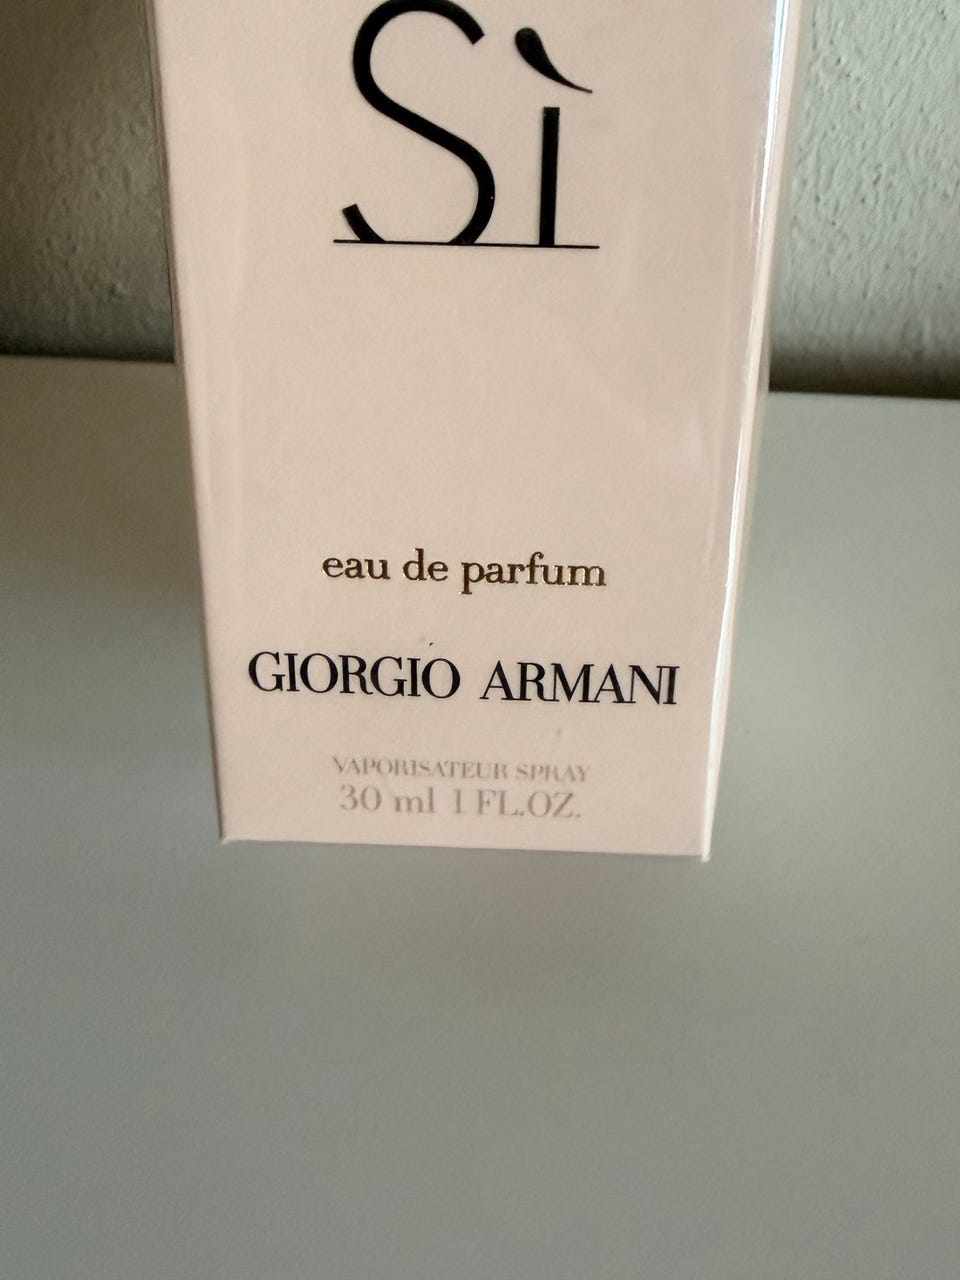 Sì
eau de parfum
GIORGIO ARMANI
VAPORISATEUR SPRAY
30 ml 1 FL.OZ.